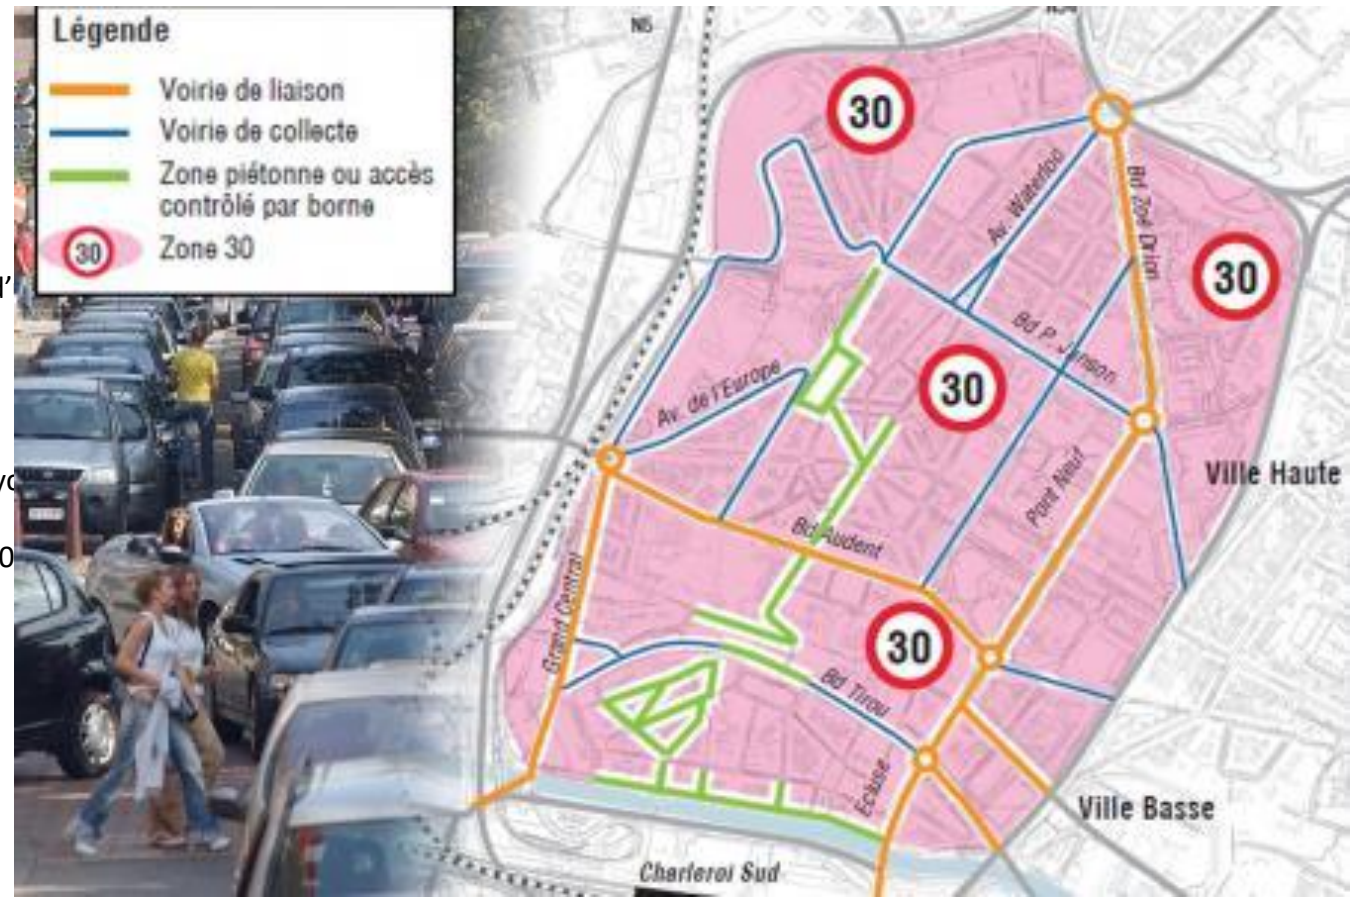 Légende
Voirie de liaison
Voirie de collecte
Zone piétonne ou accès
contrôlé par borne
30
Zone 30
N5
30
Av. Waterloo
Bd Zoé Drion
30
Bd P. Janson
30
Av. de l'Europe
Ville Haute
Pont Neuf
Bd Audent
Grand Central
30
Bd Tirou
Ecluse
Ville Basse
Charleroi Sud